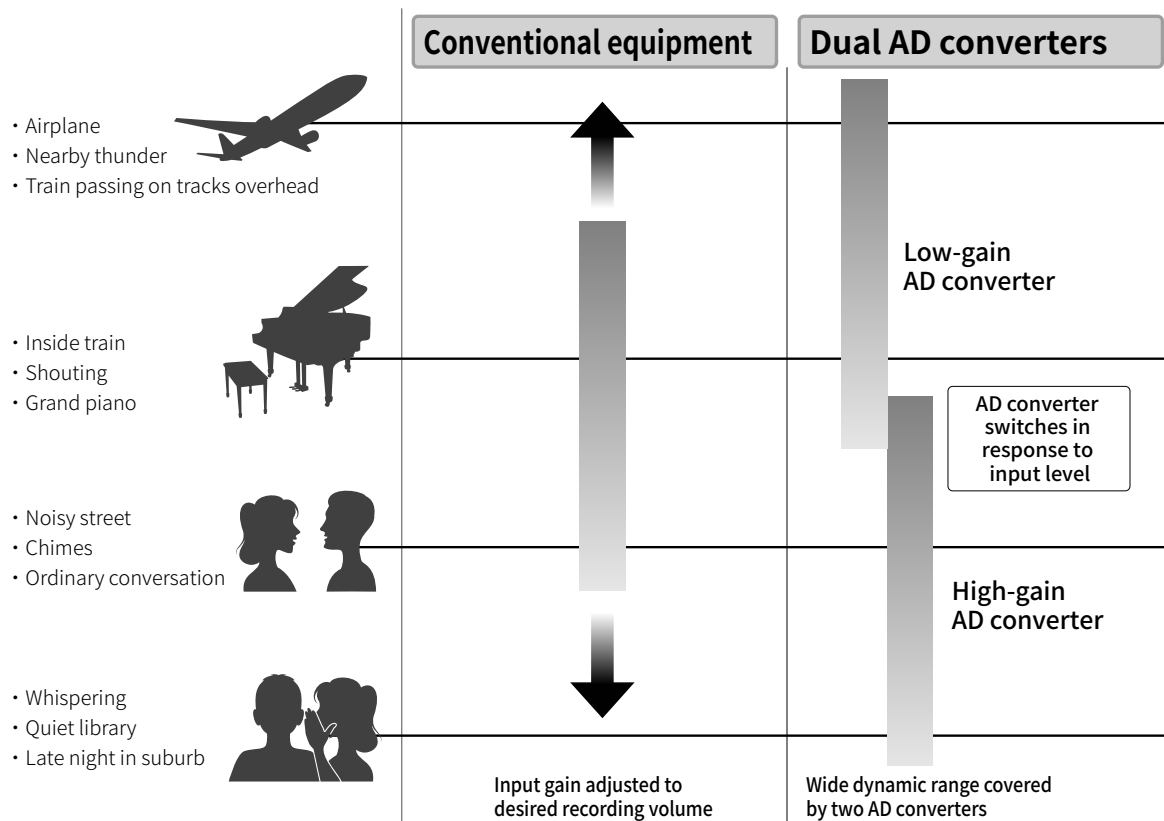 Conventional equipment
Dual AD converters
・Airplane
・Nearby thunder
・Train passing on tracks overhead
Low-gain
AD converter
・Inside train
・Shouting
・Grand piano
AD converter
switches in
response to
input level
・Noisy street
・Chimes
・Ordinary conversation
High-gain
AD converter
・Whispering
・Quiet library
・Late night in suburb
Input gain adjusted to
desired recording volume
Wide dynamic range covered
by two AD converters